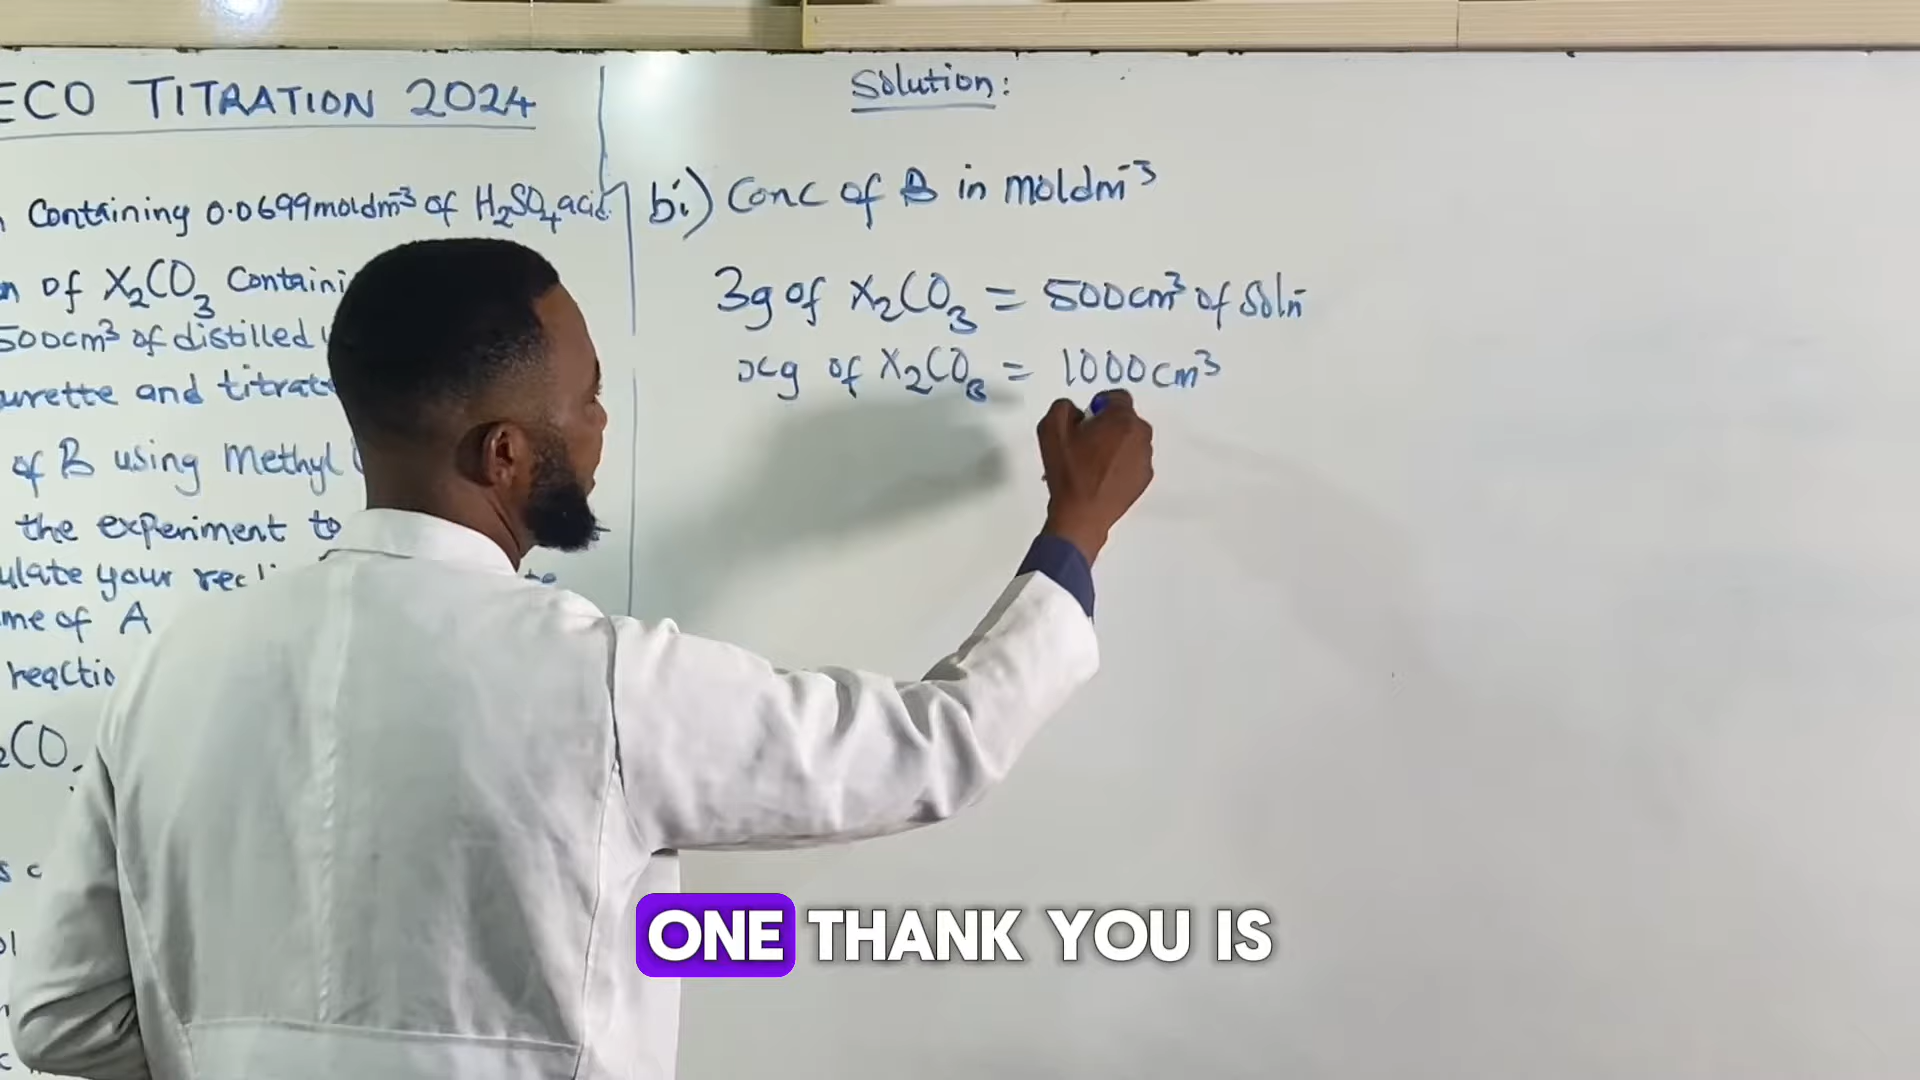 ECO TITRATION 2024
containing 0.0699moldm⁻³ of H₂SO₄ acid
of X₂CO₃ Containi
500cm³ of distilled
urette and titrat
of B using Methyl
the experiment to
ulate your
me of A
reactio
₂CO
Solution:
bi) Conc of B in moldm⁻³
3g of X₂CO₃ = 500cm³ of Soln
xg of X₂CO₃ = 1000cm³
ONE THANK YOU IS